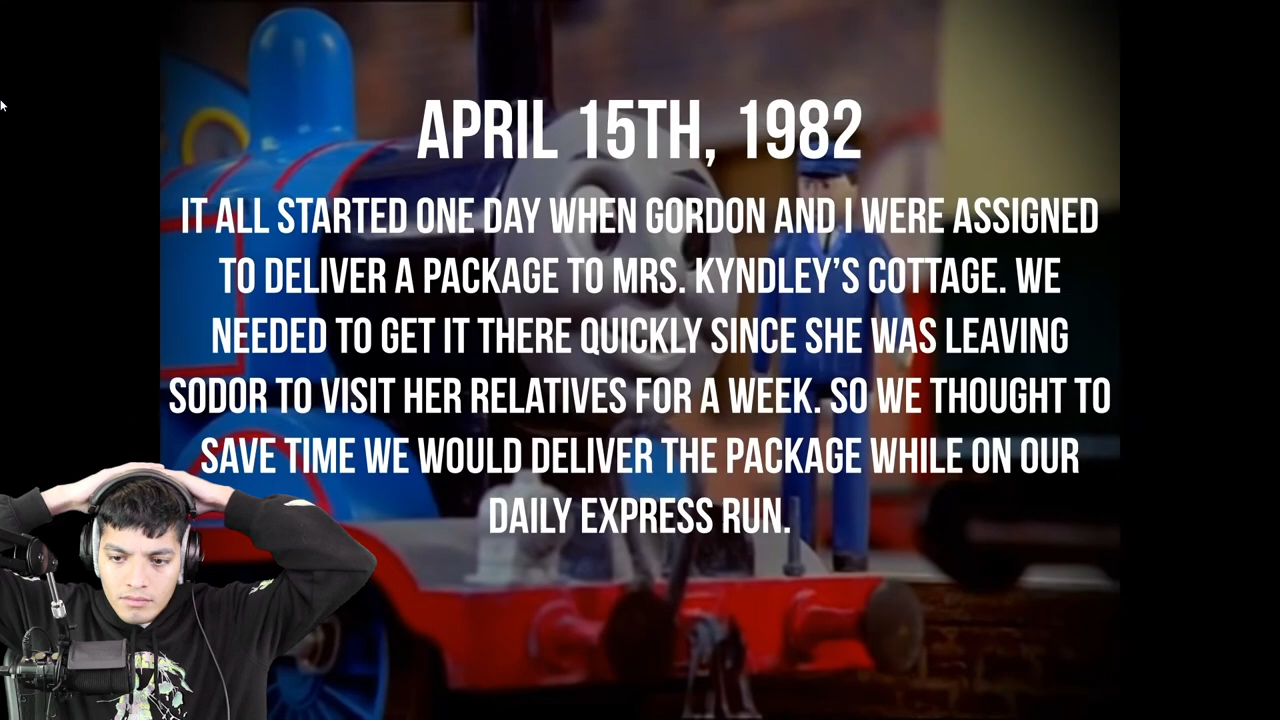 APRIL 15TH, 1982
IT ALL STARTED ONE DAY WHEN GORDON AND I WERE ASSIGNED
TO DELIVER A PACKAGE TO MRS. KYNDLEY'S COTTAGE. WE
NEEDED TO GET IT THERE QUICKLY SINCE SHE WAS LEAVING
SODOR TO VISIT HER RELATIVES FOR A WEEK. SO WE THOUGHT TO
SAVE TIME WE WOULD DELIVER THE PACKAGE WHILE ON OUR
DAILY EXPRESS RUN.